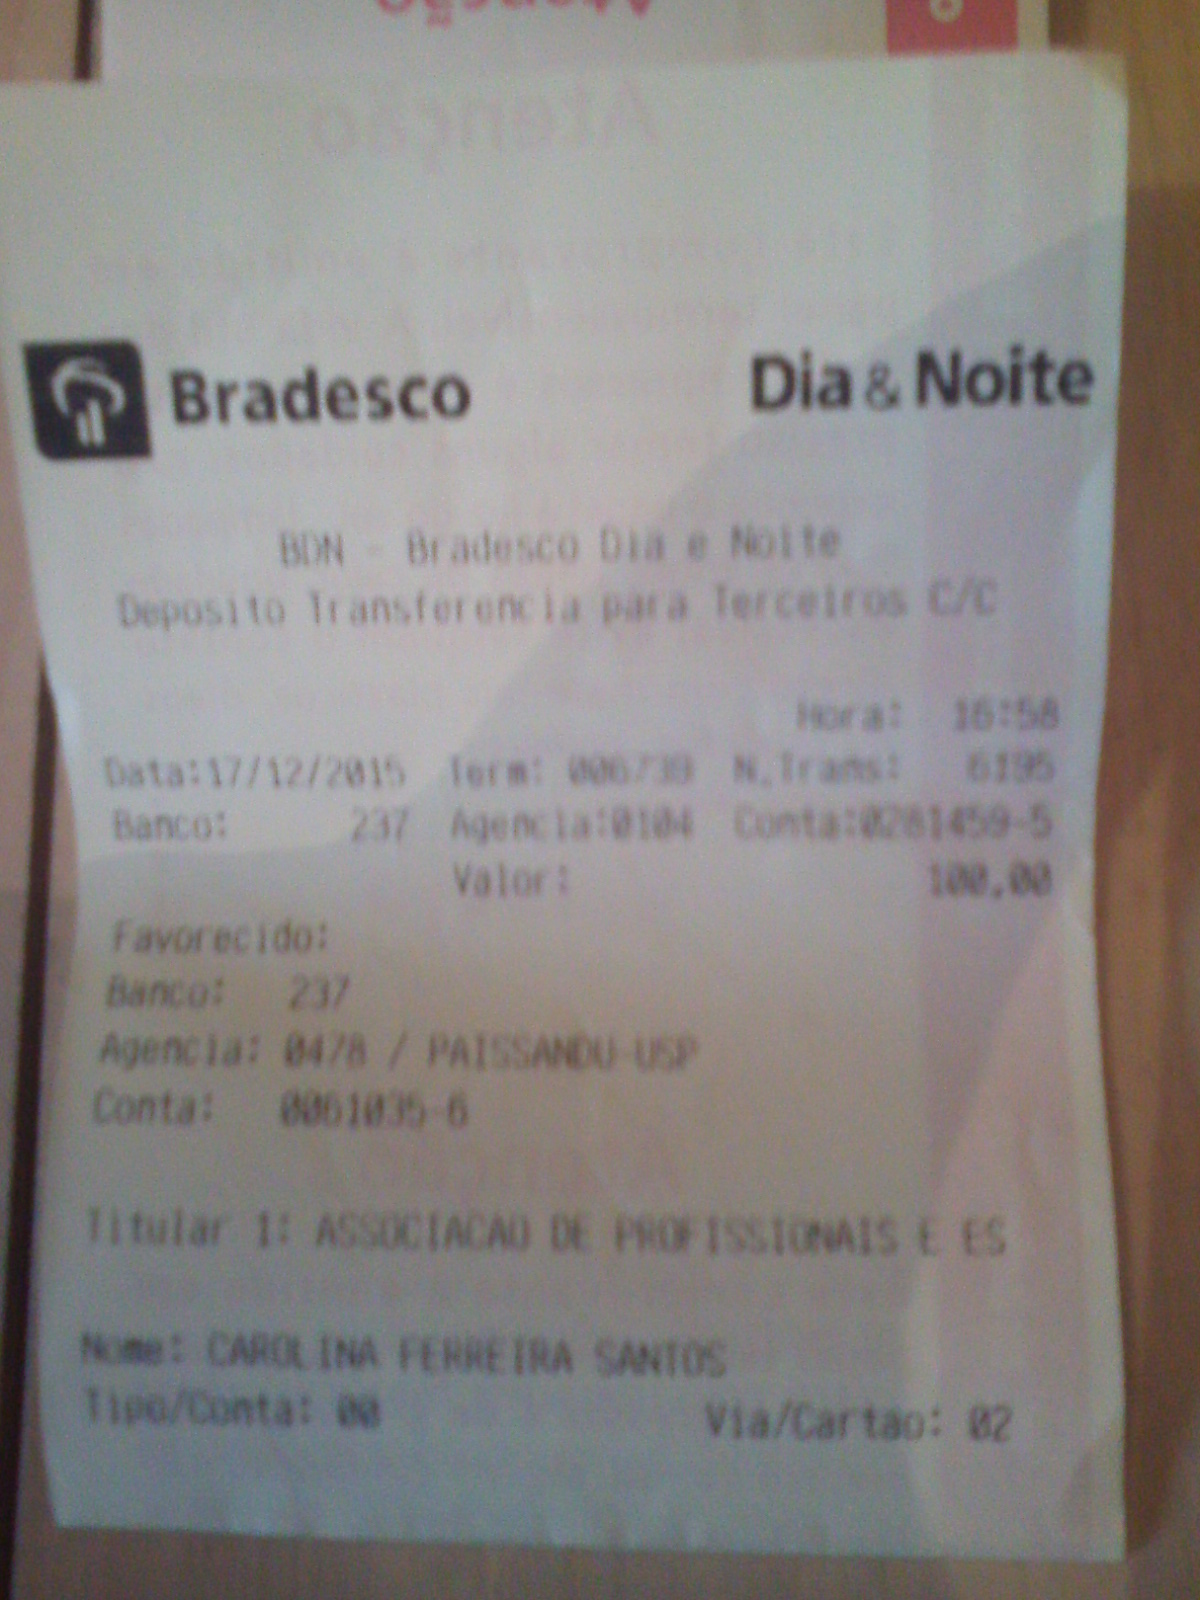 Atenção
Atenção
Bradesco Dia & Noite
BDN - Bradesco Dia e Noite
Deposito Transferencia para Terceiros C/C
Hora: 16:58
Data:17/12/2015 Term: 006739 N.Trans: 6195
Banco: 237 Agencia:0104 Conta:0281459-5
Valor: 100,00
Favorecido:
Banco: 237
Agencia: 0478 / PAISSANDU-USP
Conta: 0061035-6
Titular 1: ASSOCIACAO DE PROFISSIONAIS E ES
Nome: CAROLINA FERREIRA SANTOS
Tipo/Conta: 00 Via/Cartao: 02